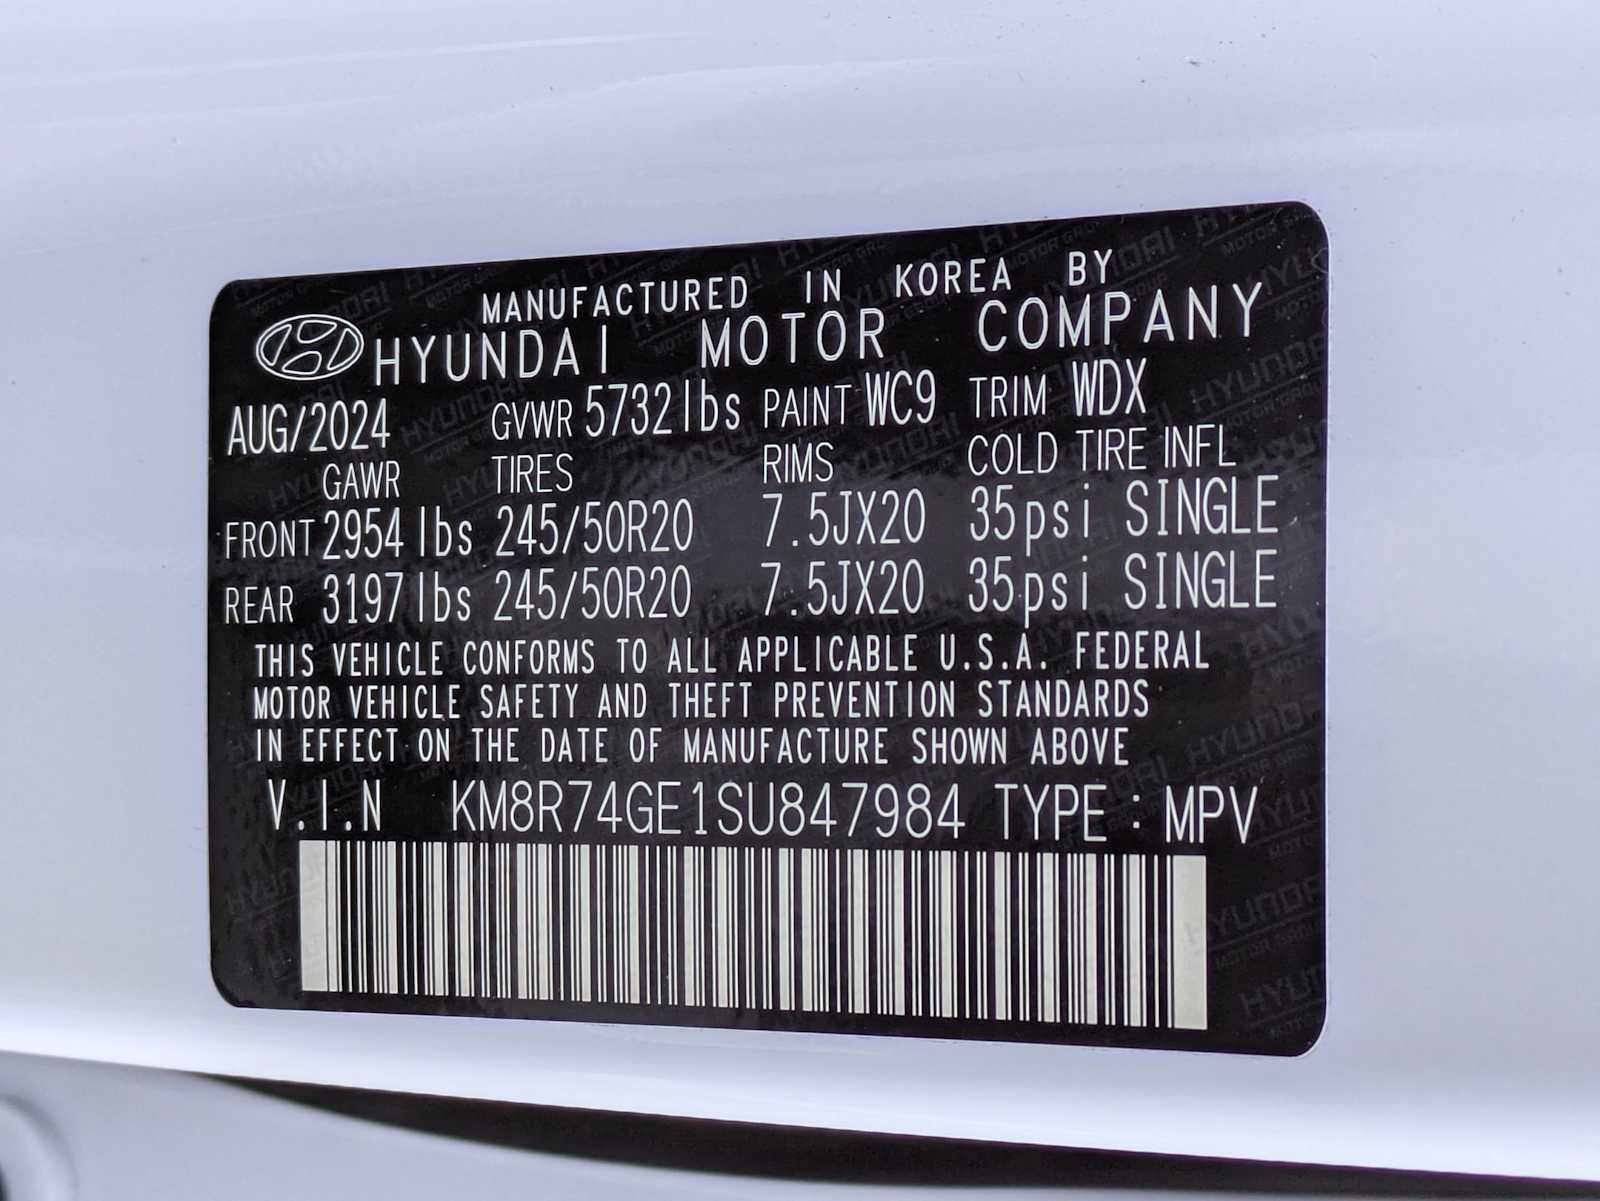 MANUFACTURED IN KOREA BY
HYUNDAI MOTOR COMPANY
AUG/2024 GVWR 5732lbs PAINT WC9 TRIM WDX
GAWR TIRES RIMS COLD TIRE INFL
FRONT 2954lbs 245/50R20 7.5JX20 35psi SINGLE
REAR 3197lbs 245/50R20 7.5JX20 35psi SINGLE
THIS VEHICLE CONFORMS TO ALL APPLICABLE U.S.A. FEDERAL
MOTOR VEHICLE SAFETY AND THEFT PREVENTION STANDARDS
IN EFFECT ON THE DATE OF MANUFACTURE SHOWN ABOVE
V.I.N KM8R74GE1SU847984 TYPE : MPV